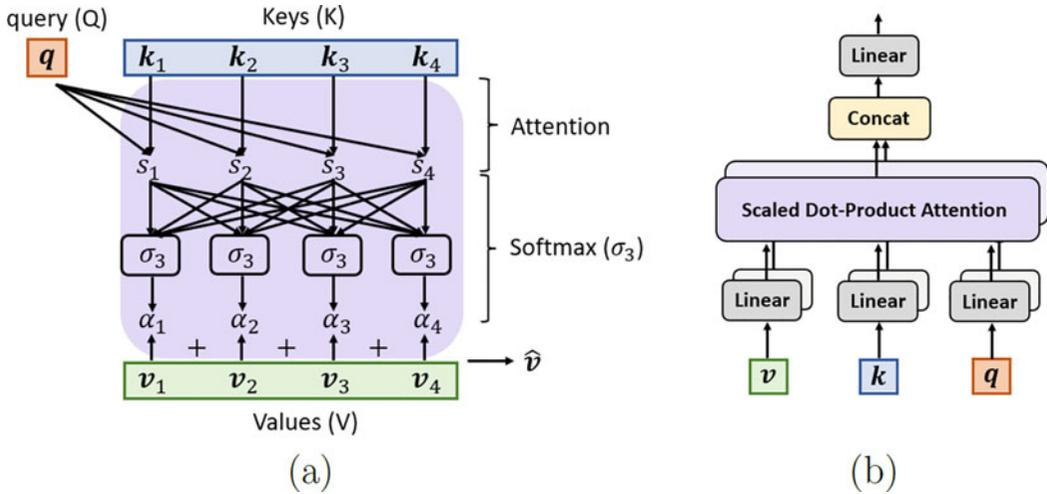 query (Q)
Keys (K)
q
k₁ k₂ k₃ k₄
Attention
s₁ s₂ s₃ s₄
σ₃ σ₃ σ₃ σ₃
Softmax (σ₃)
α₁ α₂ α₃ α₄
+ + +
v₁ v₂ v₃ v₄
v̂
Values (V)
(a)
Linear
Concat
Scaled Dot-Product Attention
Linear Linear Linear
v k q
(b)